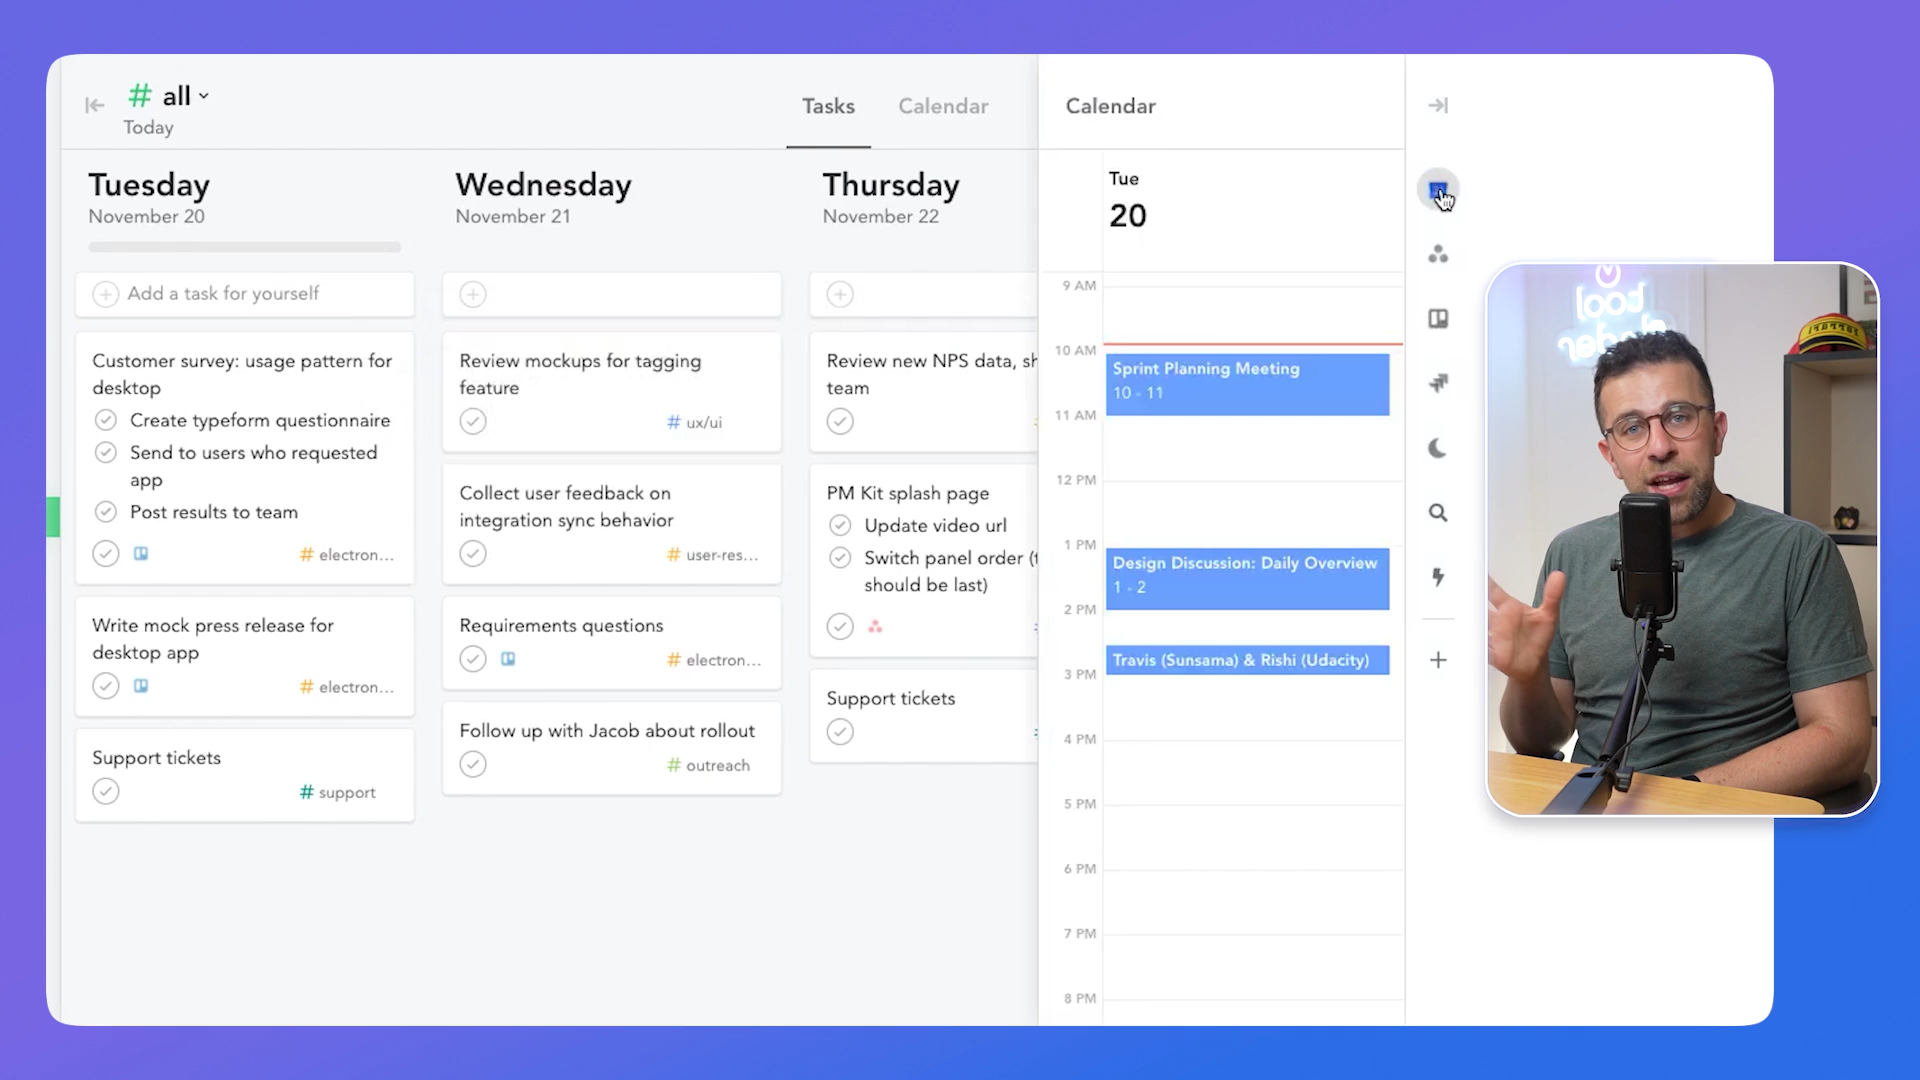 # all
Today
Tasks
Calendar
Calendar
Tuesday
November 20
Add a task for yourself
Customer survey: usage pattern for
desktop
Create typeform questionnaire
Send to users who requested
app
Post results to team
# electron...
Write mock press release for
desktop app
# electron...
Support tickets
# support
Wednesday
November 21
Review mockups for tagging
feature
# ux/ui
Collect user feedback on
integration sync behavior
# user-res...
Requirements questions
# electron...
Follow up with Jacob about rollout
# outreach
Thursday
November 22
Review new NPS data, sh
team
PM Kit splash page
Update video url
Switch panel order (t
should be last)
Support tickets
Tue
20
9 AM
10 AM
Sprint Planning Meeting
10 - 11
11 AM
12 PM
1 PM
Design Discussion: Daily Overview
1 - 2
2 PM
Travis (Sunsama) & Rishi (Udacity)
3 PM
4 PM
5 PM
6 PM
7 PM
8 PM